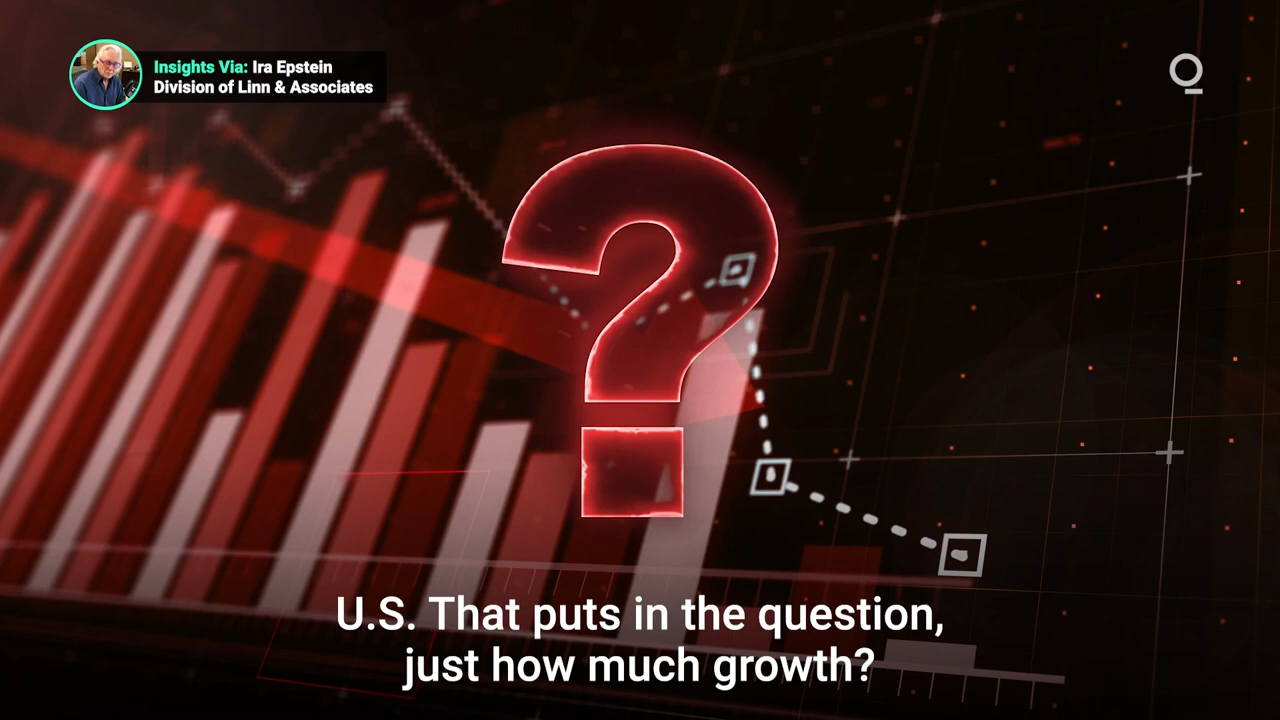 Insights Via: Ira Epstein
Division of Linn & Associates
?
U.S. That puts in the question,
just how much growth?